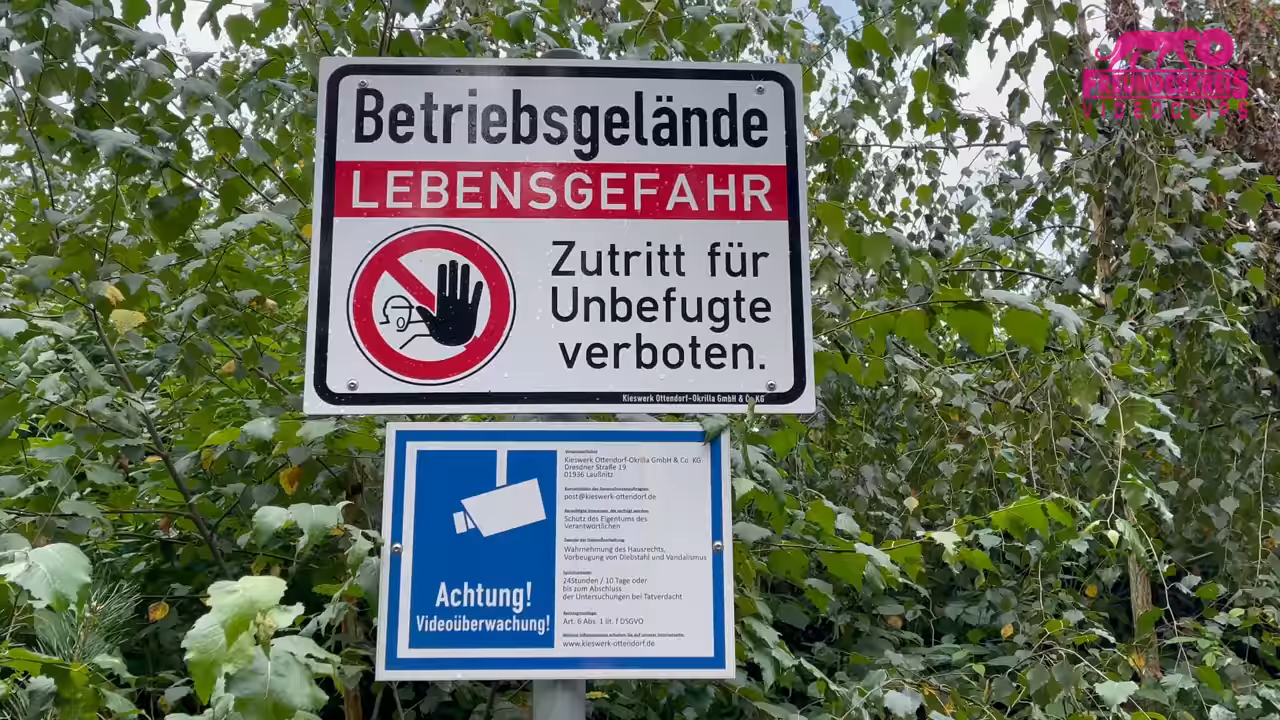 FREUNDESKREIS
VIDEOCLIPS
Betriebsgelände
LEBENSGEFAHR
Zutritt für
Unbefugte
verboten.
Kieswerk Ottendorf-Okrilla GmbH & Co KG
Achtung!
Videoüberwachung!
Kieswerk Ottendorf-Okrilla GmbH & Co. KG
Dresdner Straße 19
01936 Laußnitz
post@kieswerk-ottendorf.de
Schutz des Eigentums des
Verantwortlichen
Wahrnehmung des Hausrechts,
Vorbeugung von Diebstahl und Vandalismus
24Stunden / 10 Tage oder
bis zum Abschluss
der Untersuchungen bei Tatverdacht
Art. 6 Abs. 1 lit. f DSGVO
www.kieswerk-ottendorf.de